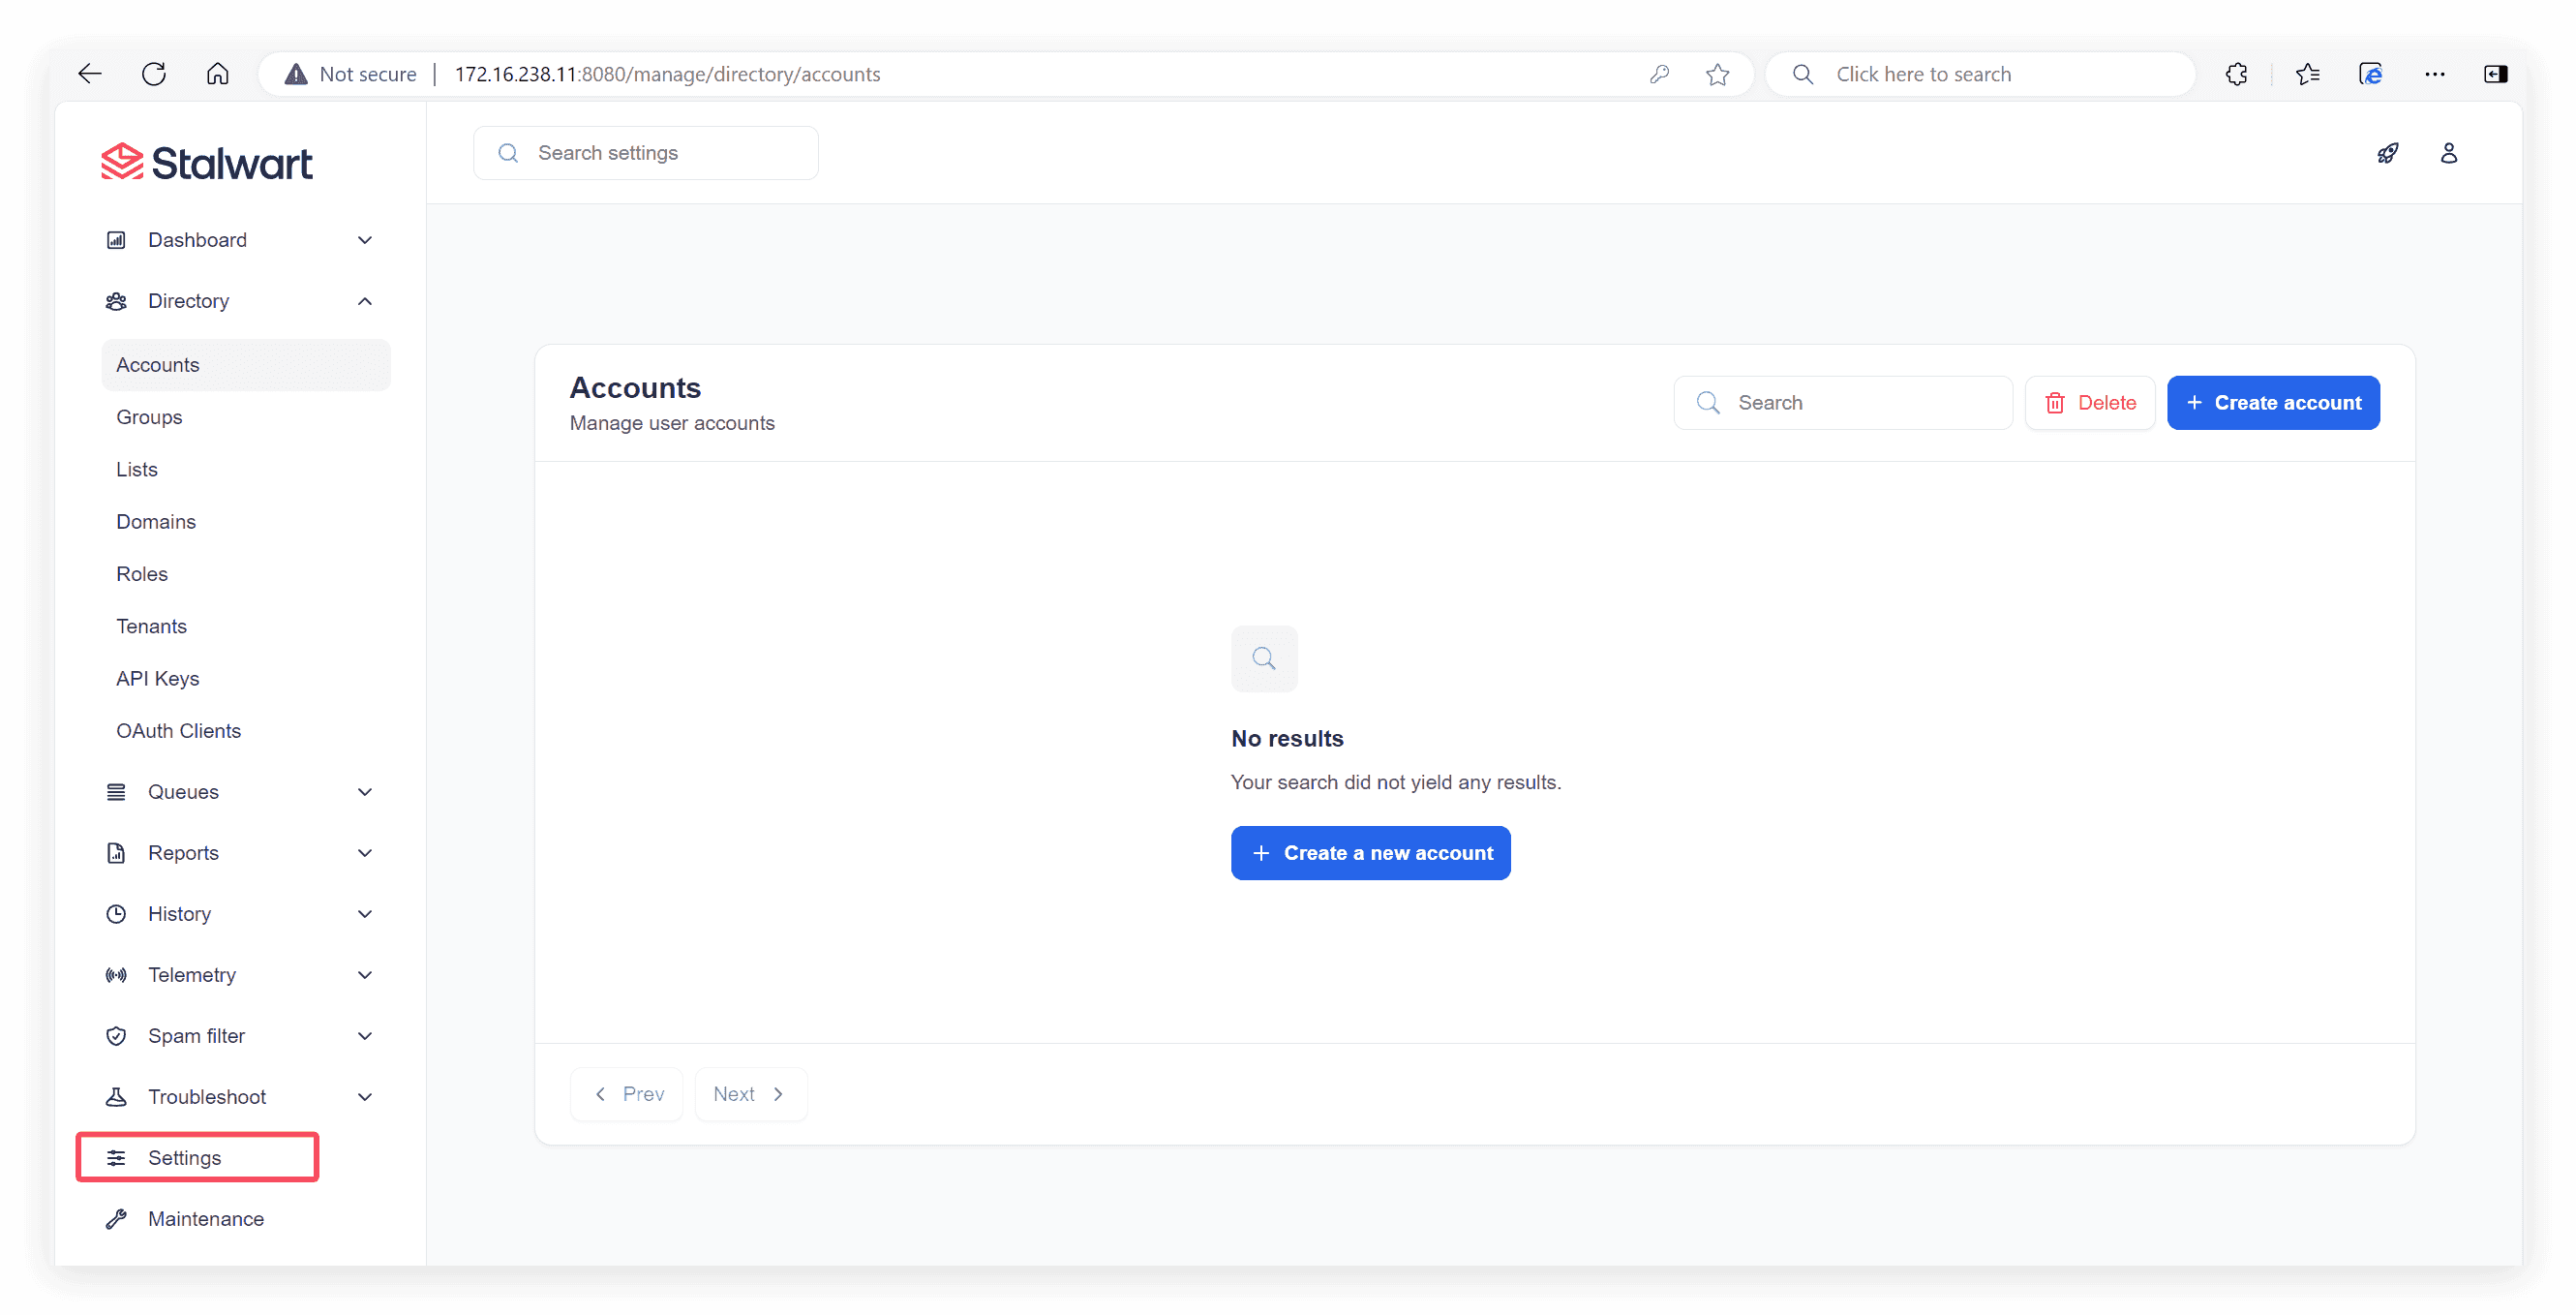 Not secure | 172.16.238.11:8080/manage/directory/accounts
Click here to search
Stalwart
Search settings
Dashboard
Directory
Accounts
Groups
Lists
Domains
Roles
Tenants
API Keys
OAuth Clients
Queues
Reports
History
Telemetry
Spam filter
Troubleshoot
Settings
Maintenance
Accounts
Manage user accounts
Search
Delete
+ Create account
No results
Your search did not yield any results.
+ Create a new account
Prev
Next